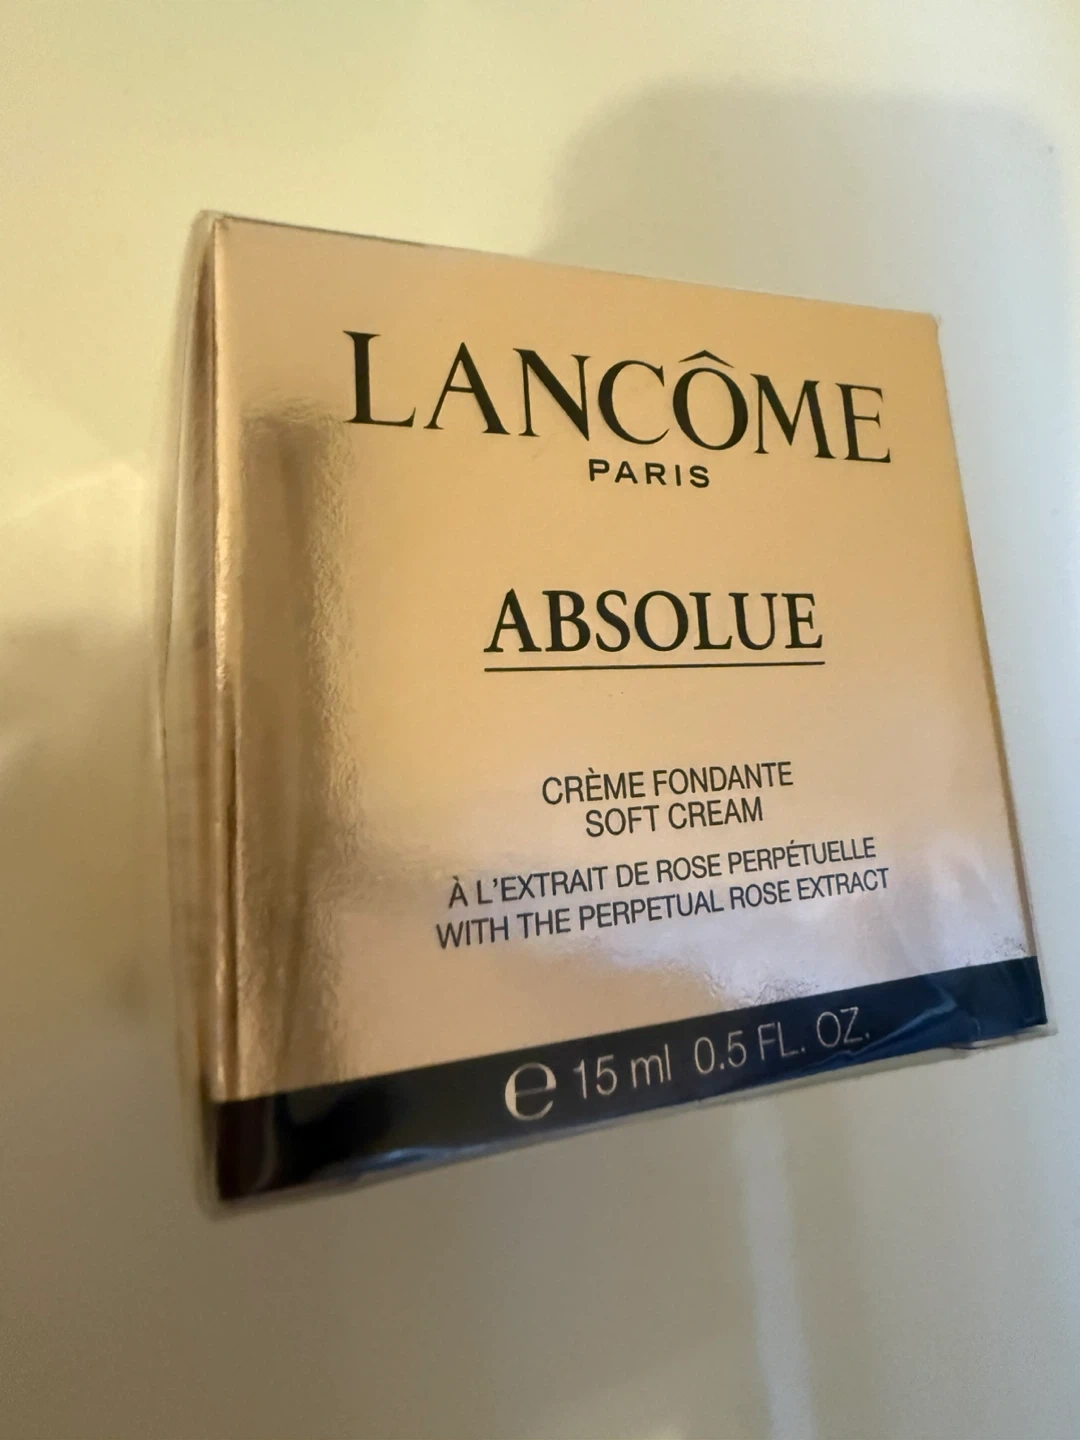 LANCÔME
PARIS
ABSOLUE
CRÈME FONDANTE
SOFT CREAM
À L'EXTRAIT DE ROSE PERPÉTUELLE
WITH THE PERPETUAL ROSE EXTRACT
℮ 15 ml 0.5 FL. OZ.